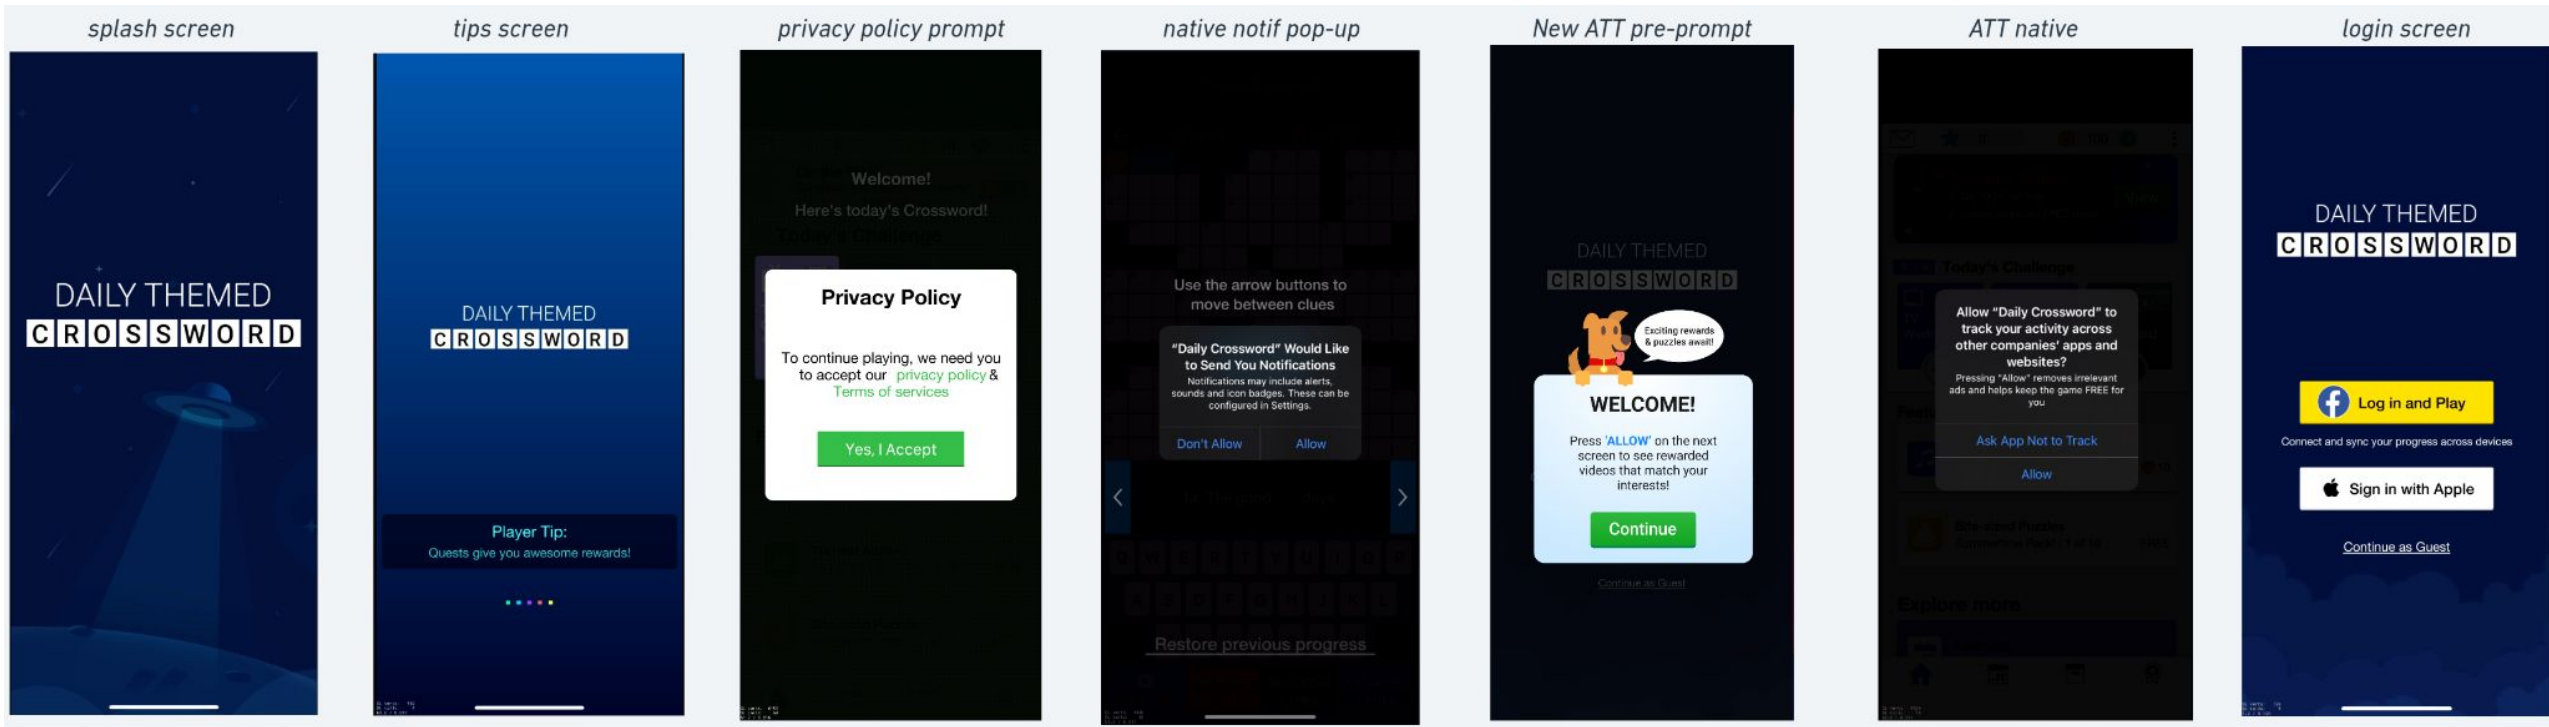 splash screen
DAILY THEMED
CROSSWORD
tips screen
DAILY THEMED
CROSSWORD
Player Tip:
Quests give you awesome rewards!
privacy policy prompt
Welcome!
Here's today's Crossword!
Today's Challenge
Privacy Policy
To continue playing, we need you
to accept our privacy policy &
Terms of services
Yes, I Accept
native notif pop-up
Use the arrow buttons to
move between clues
"Daily Crossword" Would Like
to Send You Notifications
Notifications may include alerts,
sounds and icon badges. These can be
configured in Settings.
Don't Allow
Allow
Restore previous progress
New ATT pre-prompt
DAILY THEMED
CROSSWORD
Exciting rewards
& puzzles await!
WELCOME!
Press 'ALLOW' on the next
screen to see rewarded
videos that match your
interests!
Continue
Continue as Guest
ATT native
Today's Challenge
Allow "Daily Crossword" to
track your activity across
other companies' apps and
websites?
Pressing "Allow" removes irrelevant
ads and helps keep the game FREE for
you
Ask App Not to Track
Allow
Explore more
login screen
DAILY THEMED
CROSSWORD
Log in and Play
Connect and sync your progress across devices
Sign in with Apple
Continue as Guest